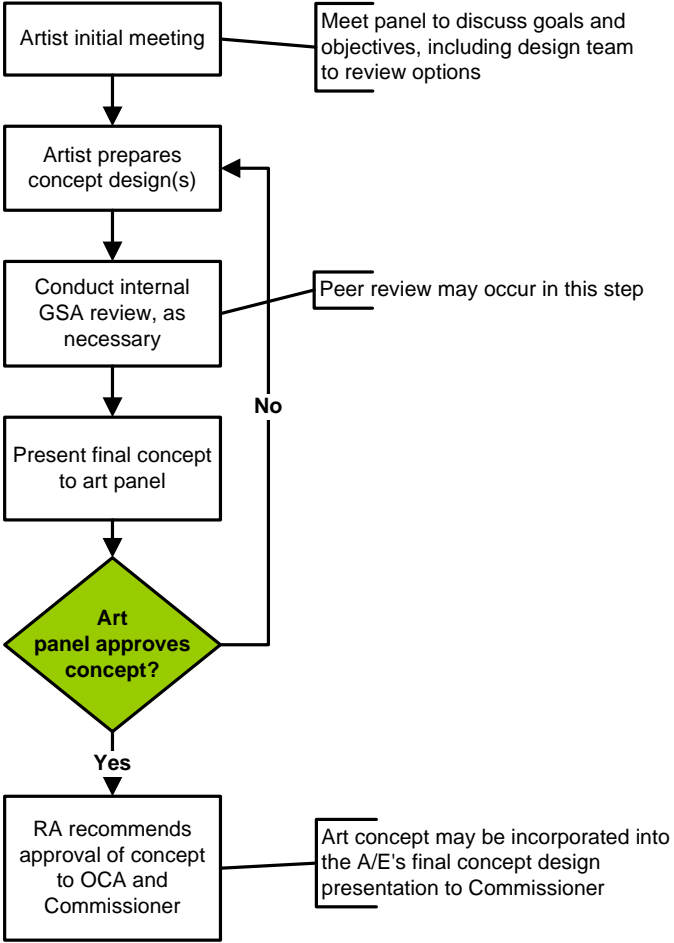 Artist initial meeting
Meet panel to discuss goals and
objectives, including design team
to review options
Artist prepares
concept design(s)
Conduct internal
GSA review, as
necessary
Peer review may occur in this step
No
Present final concept
to art panel
Art
panel approves
concept?
Yes
RA recommends
approval of concept
to OCA and
Commissioner
Art concept may be incorporated into
the A/E's final concept design
presentation to Commissioner